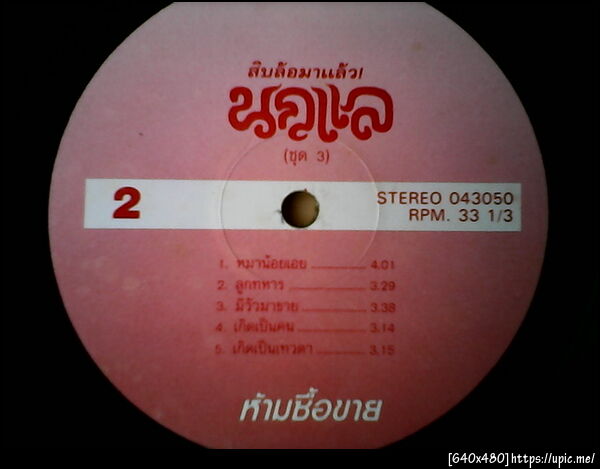 สิบล้อมาแล้ว!
นกแล
(ชุด 3)
2
STEREO 043050
RPM. 33 1/3
1. หมาน้อยเอย 4.01
2. ลูกทหาร 3.29
3. มีวัวมาขาย 3.38
4. เกิดเป็นคน 3.14
5. เกิดเป็นเทวดา 3.15
ห้ามซื้อขาย
[640x480]https://upic.me/